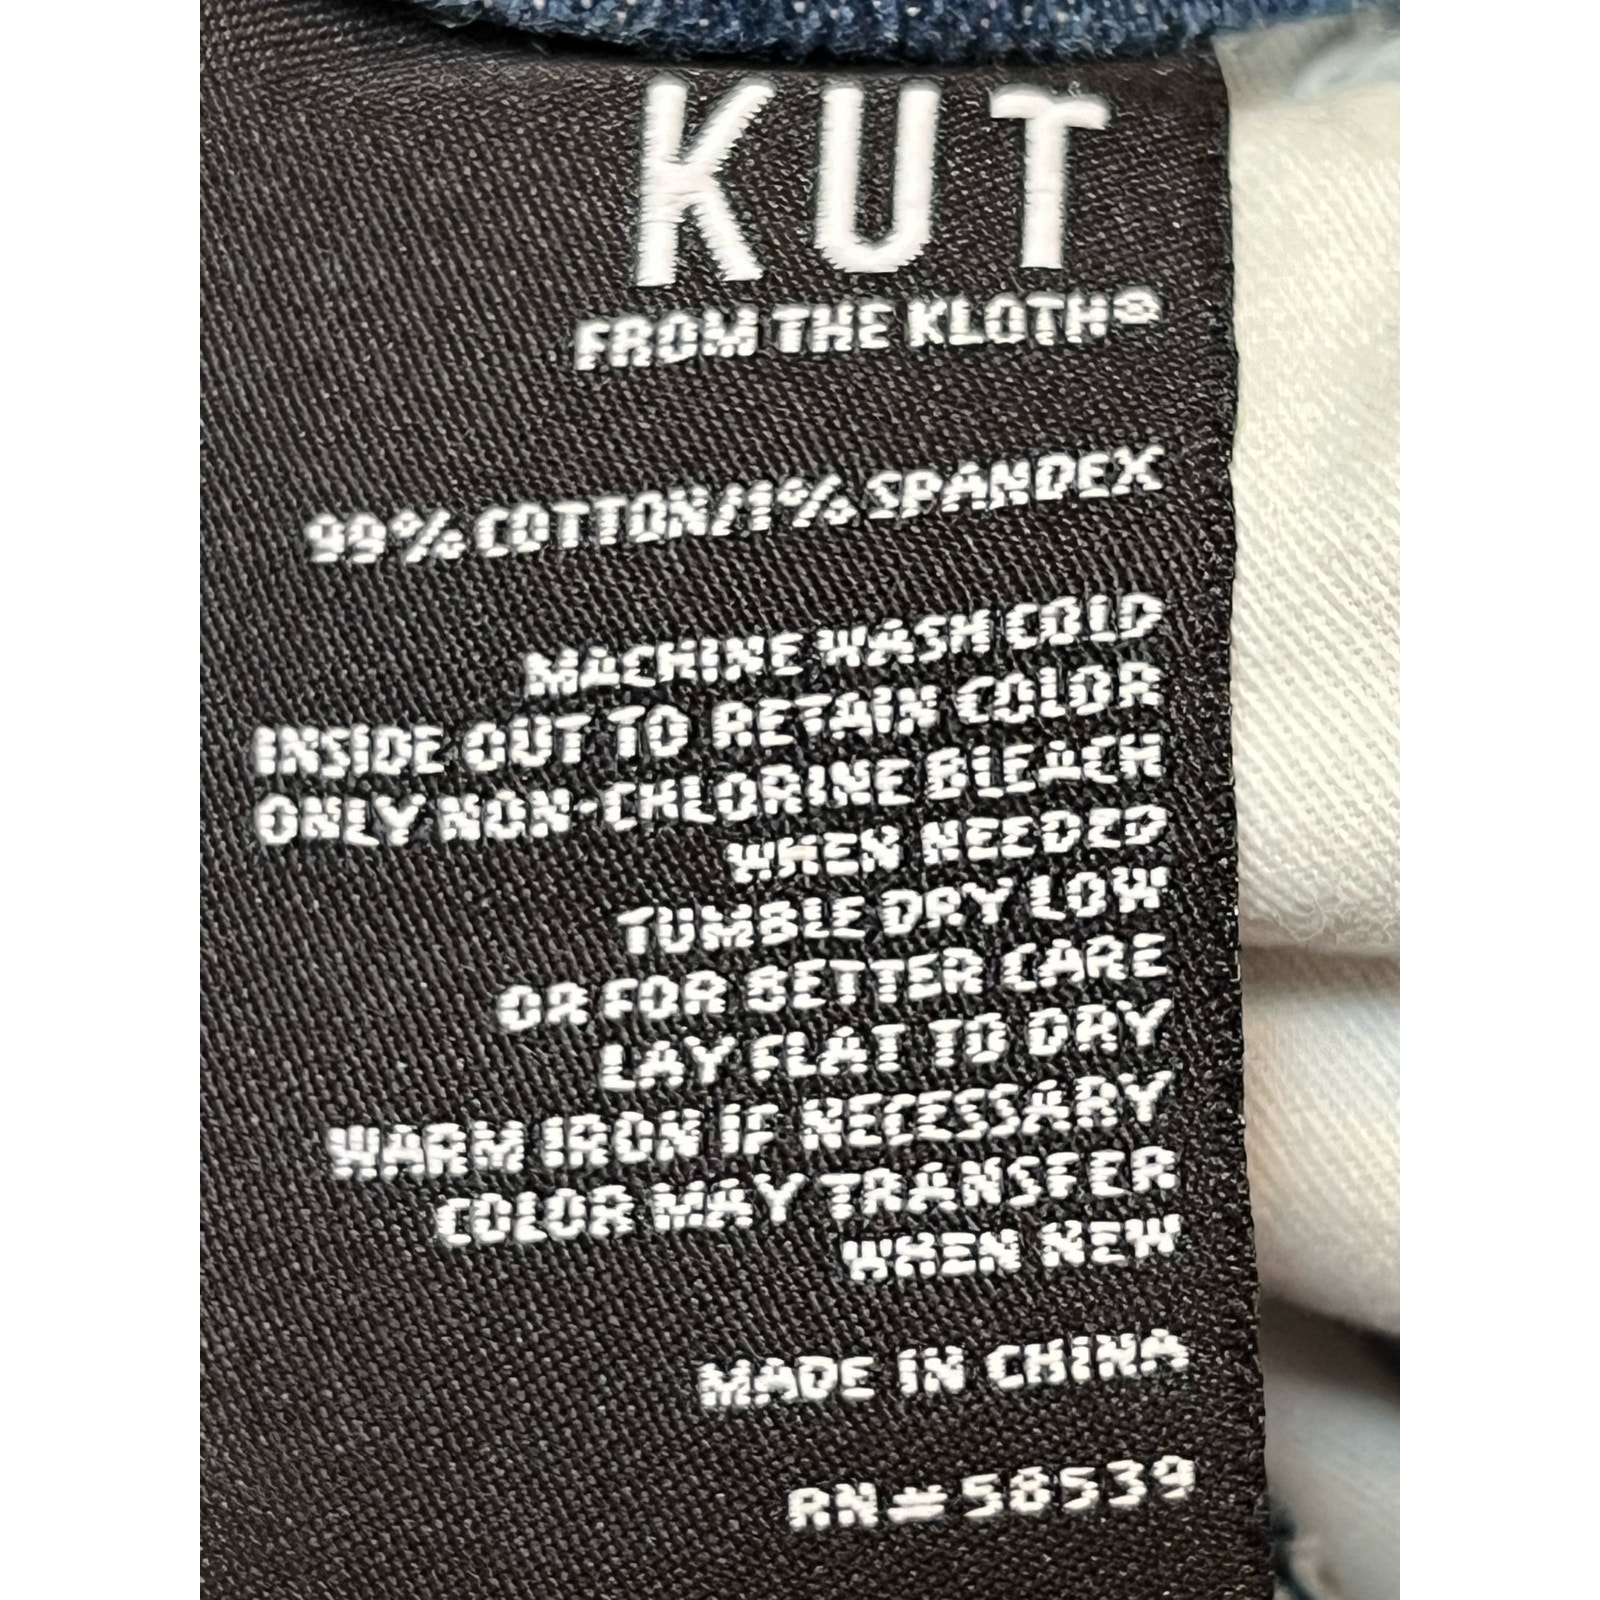 KUT
FROM THE KLOTH®
99% COTTON/1% SPANDEX
MACHINE WASH COLD
INSIDE OUT TO RETAIN COLOR
ONLY NON-CHLORINE BLEACH
WHEN NEEDED
TUMBLE DRY LOW
OR FOR BETTER CARE
LAY FLAT TO DRY
WARM IRON IF NECESSARY
COLOR MAY TRANSFER
WHEN NEW
MADE IN CHINA
RN#58539